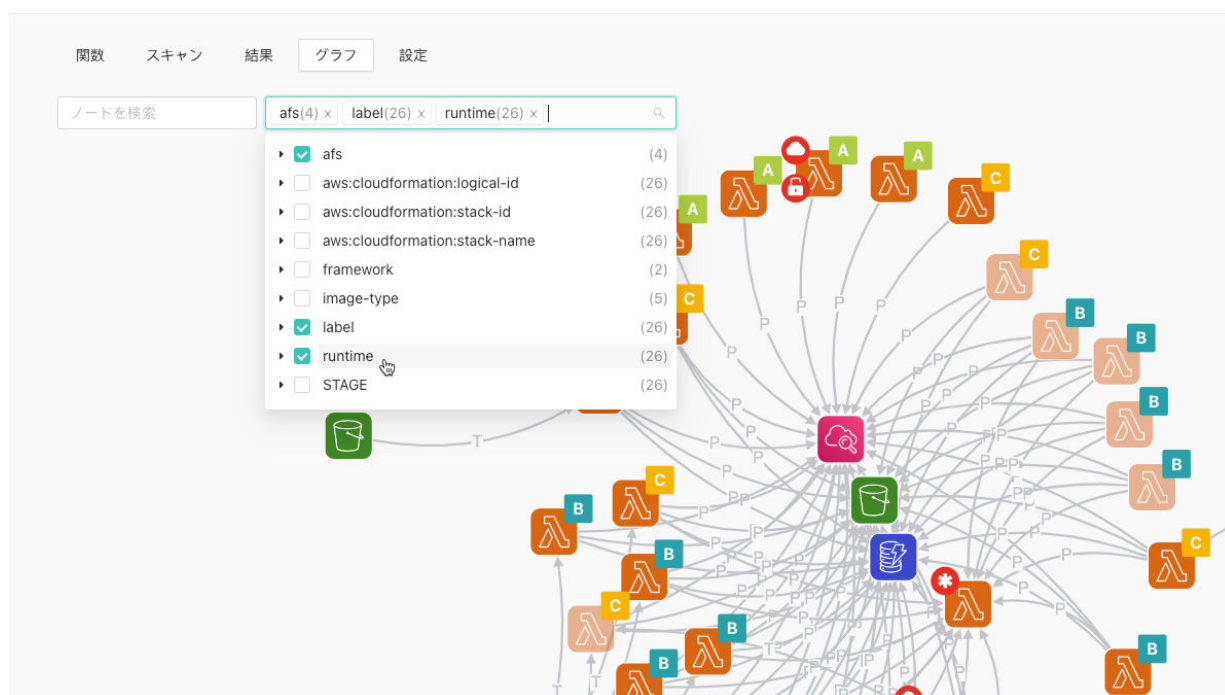 関数 スキャン 結果 グラフ 設定
ノードを検索 afs(4) x label(26) x runtime(26) x
afs (4)
aws:cloudformation:logical-id (26)
aws:cloudformation:stack-id (26)
aws:cloudformation:stack-name (26)
framework (2)
image-type (5)
label (26)
runtime (26)
STAGE (26)
A
A
A
A
C
C
C
B
B
B
B
C
B
C
B
C
B
B
B
T
P
P
P
P
P
P
P
P
P
P
P
T
T